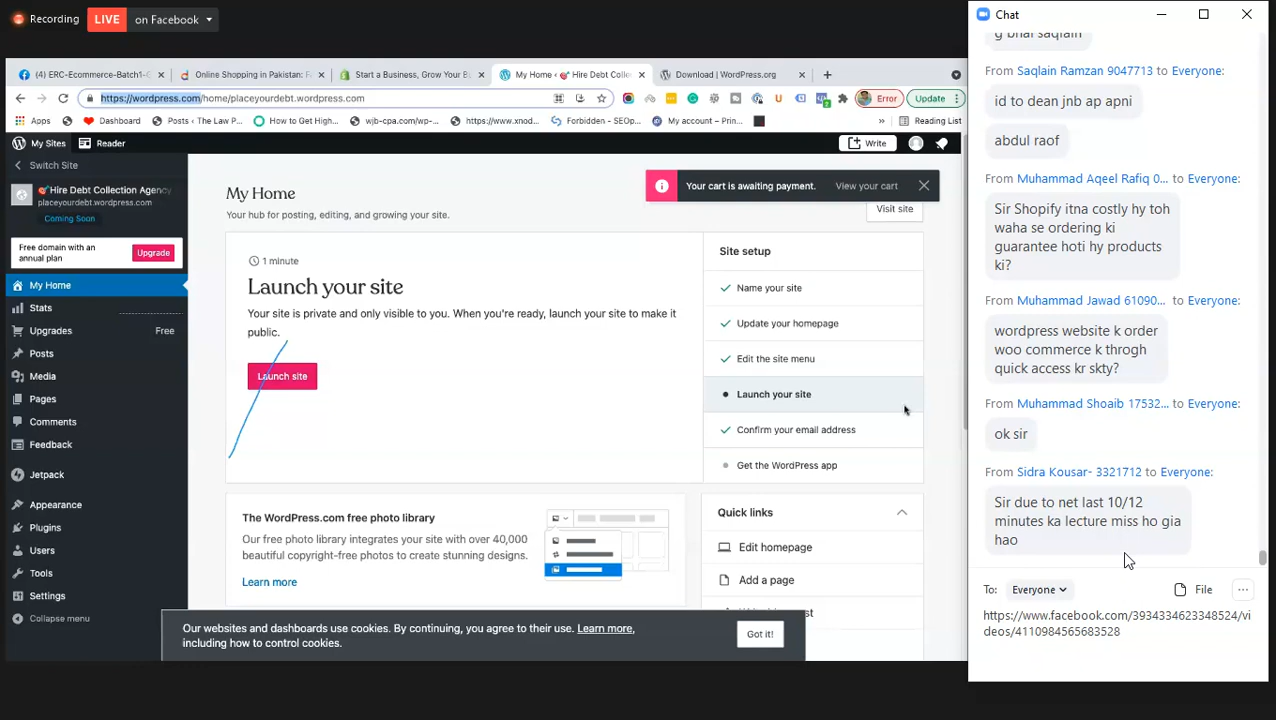 Recording
LIVE
on Facebook
(4) ERC-Ecommerce-Batch1-G
Online Shopping in Pakistan: Fa
Start a Business, Grow Your B
My Home ‹ Hire Debt Collec
Download | WordPress.org
https://wordpress.com/home/placeyourdebt.wordpress.com
Error
Update
Apps
Dashboard
Posts ‹ The Law P...
How to Get High...
wjb-cpa.com/wp-...
https://www.xnod...
Forbidden - SEOp...
My account – Prin...
»
Reading List
My Sites
Reader
Write
Switch Site
Hire Debt Collection Agency
placeyourdebt.wordpress.com
Coming Soon
Free domain with an
annual plan
Upgrade
My Home
Stats
Upgrades
Free
Posts
Media
Pages
Comments
Feedback
Jetpack
Appearance
Plugins
Users
Tools
Settings
Collapse menu
My Home
Your hub for posting, editing, and growing your site.
Your cart is awaiting payment.
View your cart
Visit site
1 minute
Launch your site
Your site is private and only visible to you. When you're ready, launch your site to make it
public.
Launch site
Site setup
Name your site
Update your homepage
Edit the site menu
Launch your site
Confirm your email address
Get the WordPress app
The WordPress.com free photo library
Our free photo library integrates your site with over 40,000
beautiful copyright-free photos to create stunning designs.
Learn more
Quick links
Edit homepage
Add a page
Our websites and dashboards use cookies. By continuing, you agree to their use. Learn more,
including how to control cookies.
Got it!
Chat
g bhai saqlain
From Saqlain Ramzan 9047713 to Everyone:
id to dean jnb ap apni
abdul raof
From Muhammad Aqeel Rafiq 0... to Everyone:
Sir Shopify itna costly hy toh
waha se ordering ki
guarantee hoti hy products
ki?
From Muhammad Jawad 61090... to Everyone:
wordpress website k order
woo commerce k throgh
quick access kr skty?
From Muhammad Shoaib 17532... to Everyone:
ok sir
From Sidra Kousar- 3321712 to Everyone:
Sir due to net last 10/12
minutes ka lecture miss ho gia
hao
To:
Everyone
File
https://www.facebook.com/3934334623348524/vi
deos/4110984565683528